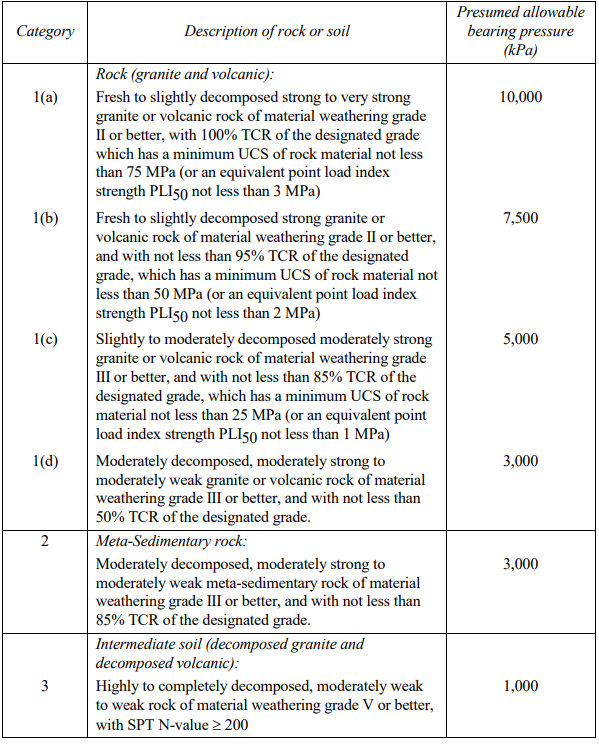 Category
Description of rock or soil
Presumed allowable
bearing pressure
(kPa)
Rock (granite and volcanic):
1(a)
Fresh to slightly decomposed strong to very strong
10,000
granite or volcanic rock of material weathering grade
II or better, with 100% TCR of the designated grade
which has a minimum UCS of rock material not less
than 75 MPa (or an equivalent point load index
strength PLI50 not less than 3 MPa)
1(b)
Fresh to slightly decomposed strong granite or
7,500
volcanic rock of material weathering grade II or better,
and with not less than 95% TCR of the designated
grade, which has a minimum UCS of rock material not
less than 50 MPa (or an equivalent point load index
strength PLI50 not less than 2 MPa)
1(c)
Slightly to moderately decomposed moderately strong
5,000
granite or volcanic rock of material weathering grade
III or better, and with not less than 85% TCR of the
designated grade, which has a minimum UCS of rock
material not less than 25 MPa (or an equivalent point
load index strength PLI50 not less than 1 MPa)
1(d)
Moderately decomposed, moderately strong to
3,000
moderately weak granite or volcanic rock of material
weathering grade III or better, and with not less than
50% TCR of the designated grade.
2
Meta-Sedimentary rock:
Moderately decomposed, moderately strong to
3,000
moderately weak meta-sedimentary rock of material
weathering grade III or better, and with not less than
85% TCR of the designated grade.
Intermediate soil (decomposed granite and
decomposed volcanic):
3
Highly to completely decomposed, moderately weak
1,000
to weak rock of material weathering grade V or better,
with SPT N-value ≥ 200